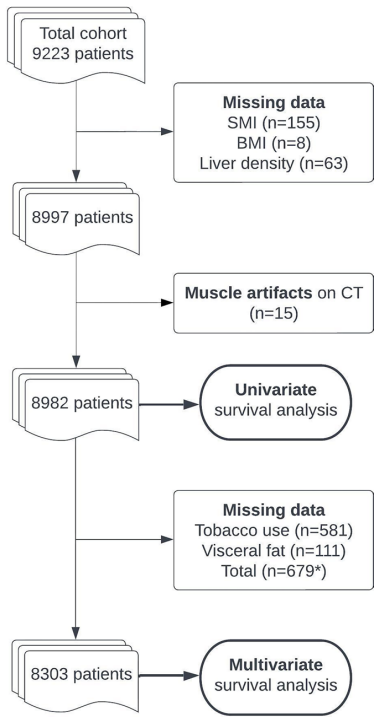 Total cohort
9223 patients
Missing data
SMI (n=155)
BMI (n=8)
Liver density (n=63)
8997 patients
Muscle artifacts on CT
(n=15)
8982 patients
Univariate
survival analysis
Missing data
Tobacco use (n=581)
Visceral fat (n=111)
Total (n=679*)
8303 patients
Multivariate
survival analysis